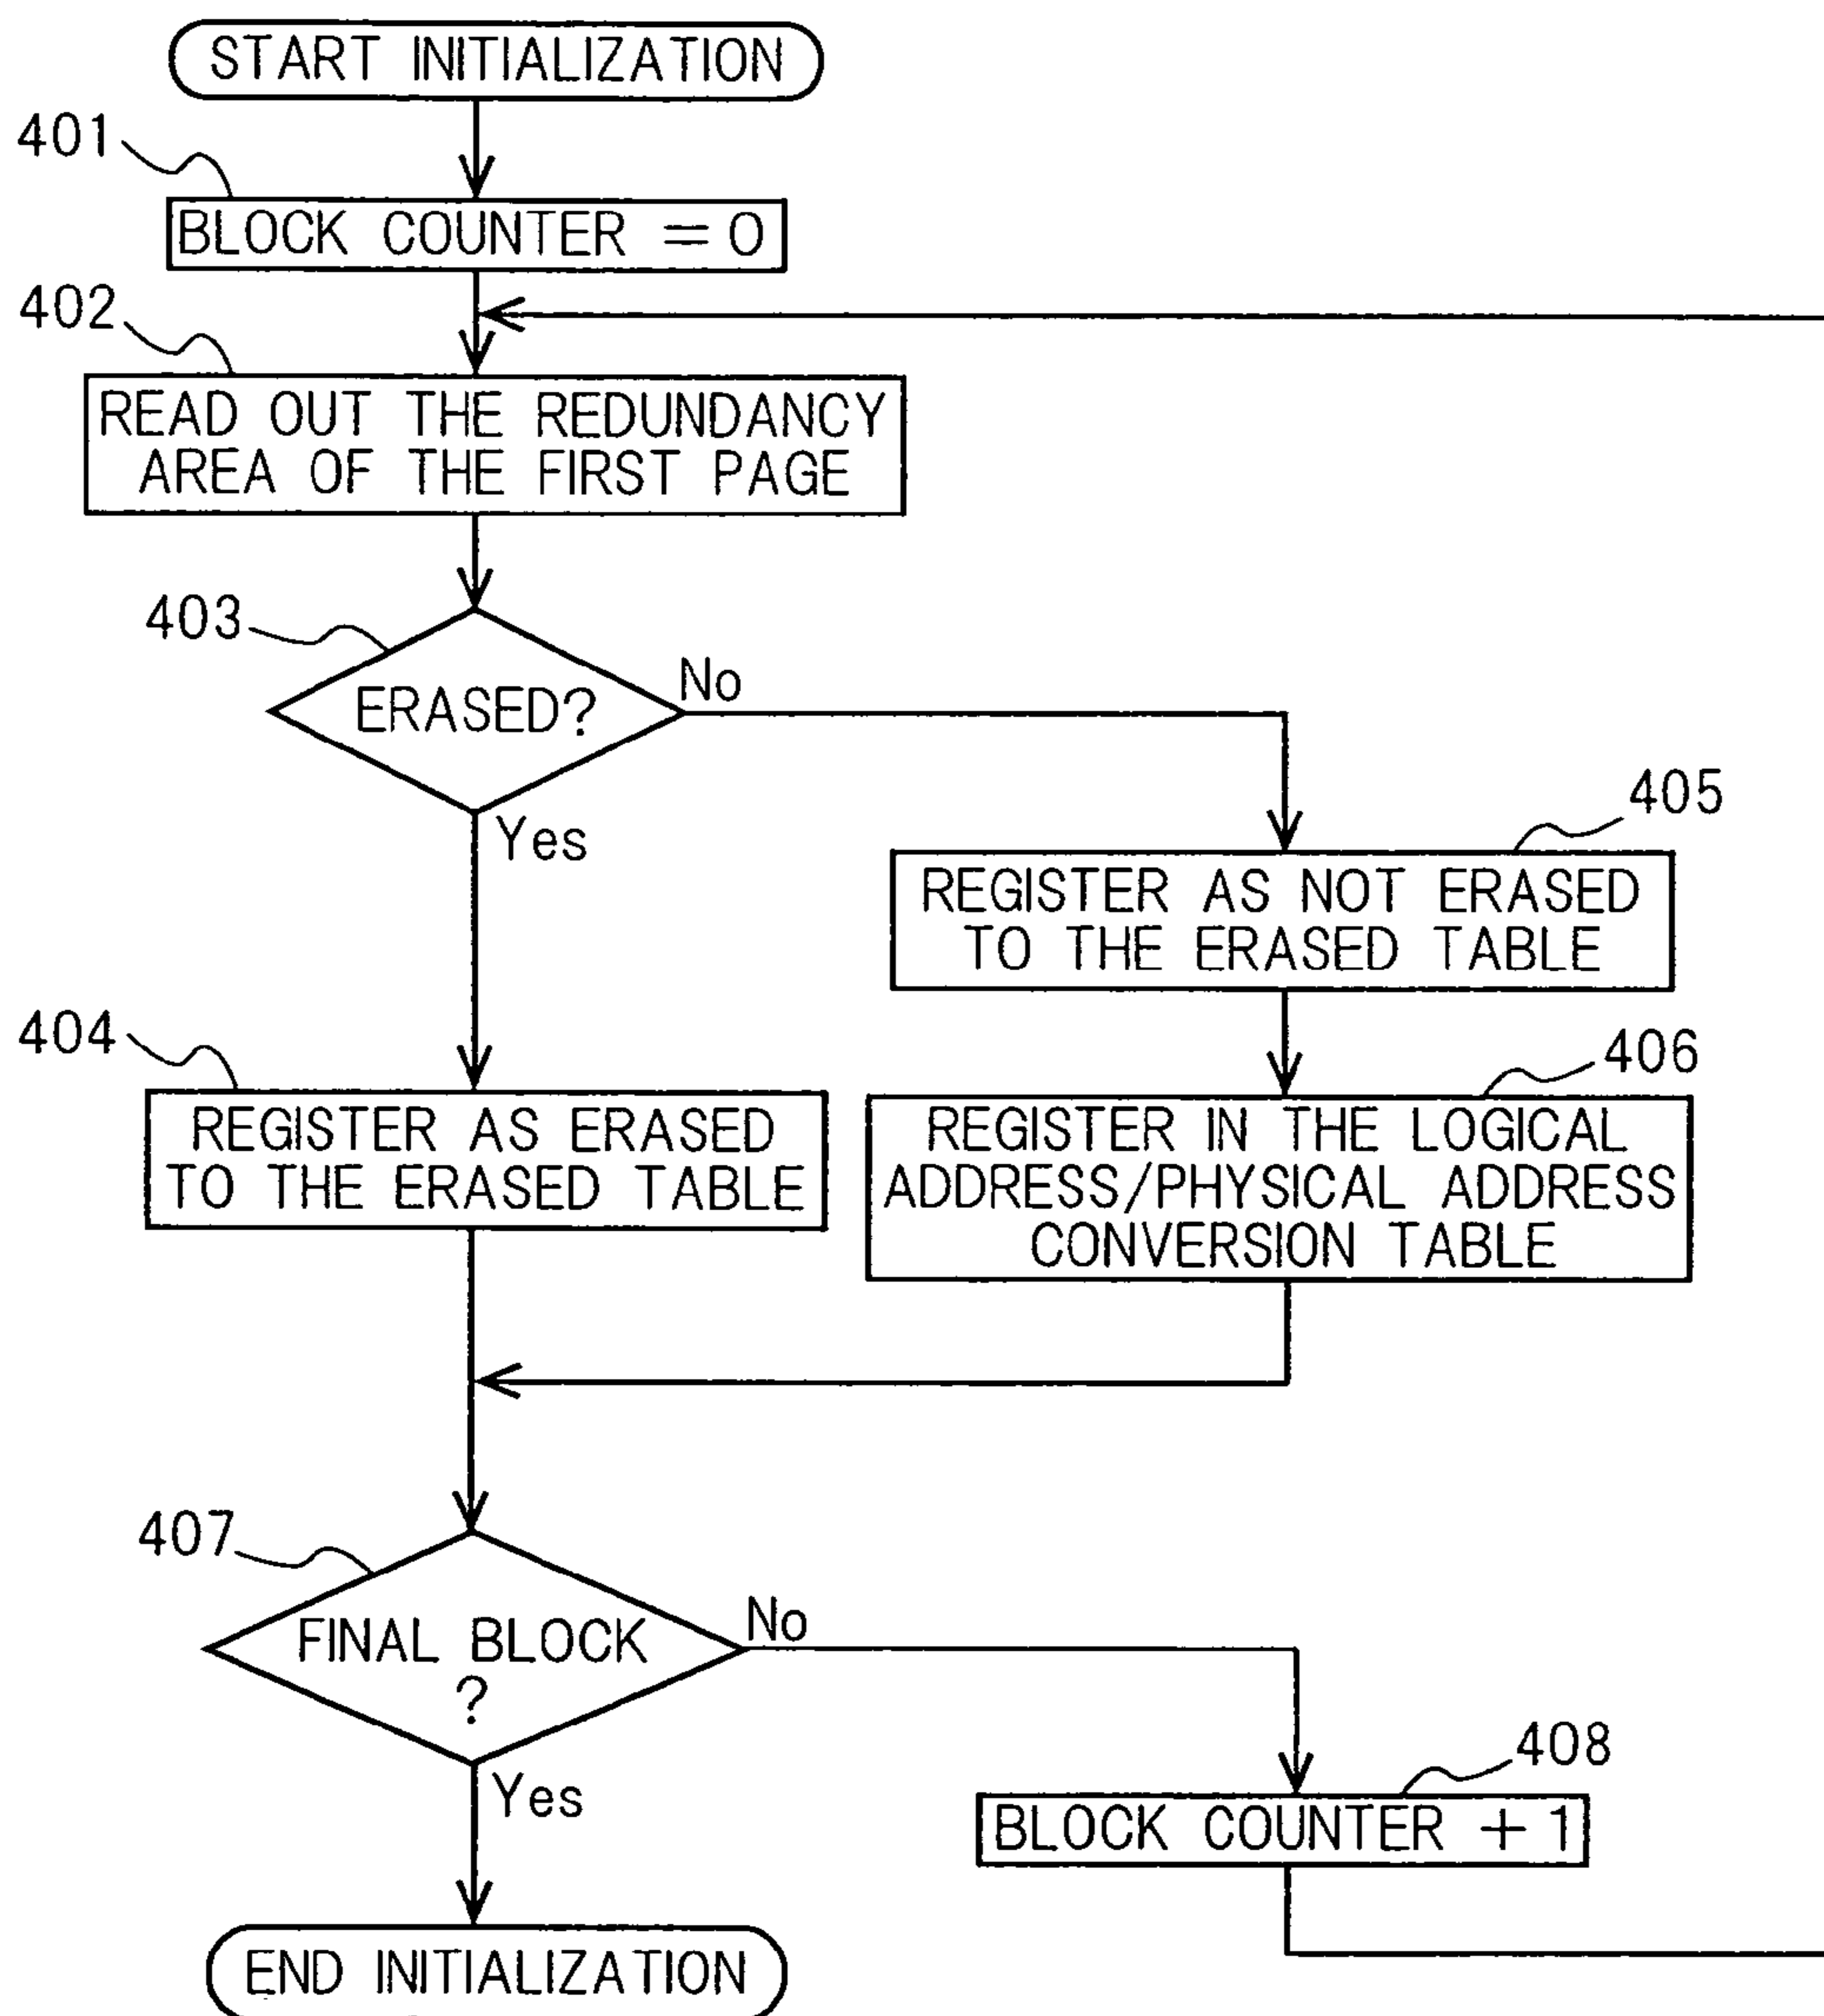 START INITIALIZATION
401
BLOCK COUNTER = 0
402
READ OUT THE REDUNDANCY
AREA OF THE FIRST PAGE
403
ERASED?
No
Yes
405
REGISTER AS NOT ERASED
TO THE ERASED TABLE
404
REGISTER AS ERASED
TO THE ERASED TABLE
406
REGISTER IN THE LOGICAL
ADDRESS/PHYSICAL ADDRESS
CONVERSION TABLE
407
FINAL BLOCK
?
No
Yes
408
BLOCK COUNTER + 1
END INITIALIZATION